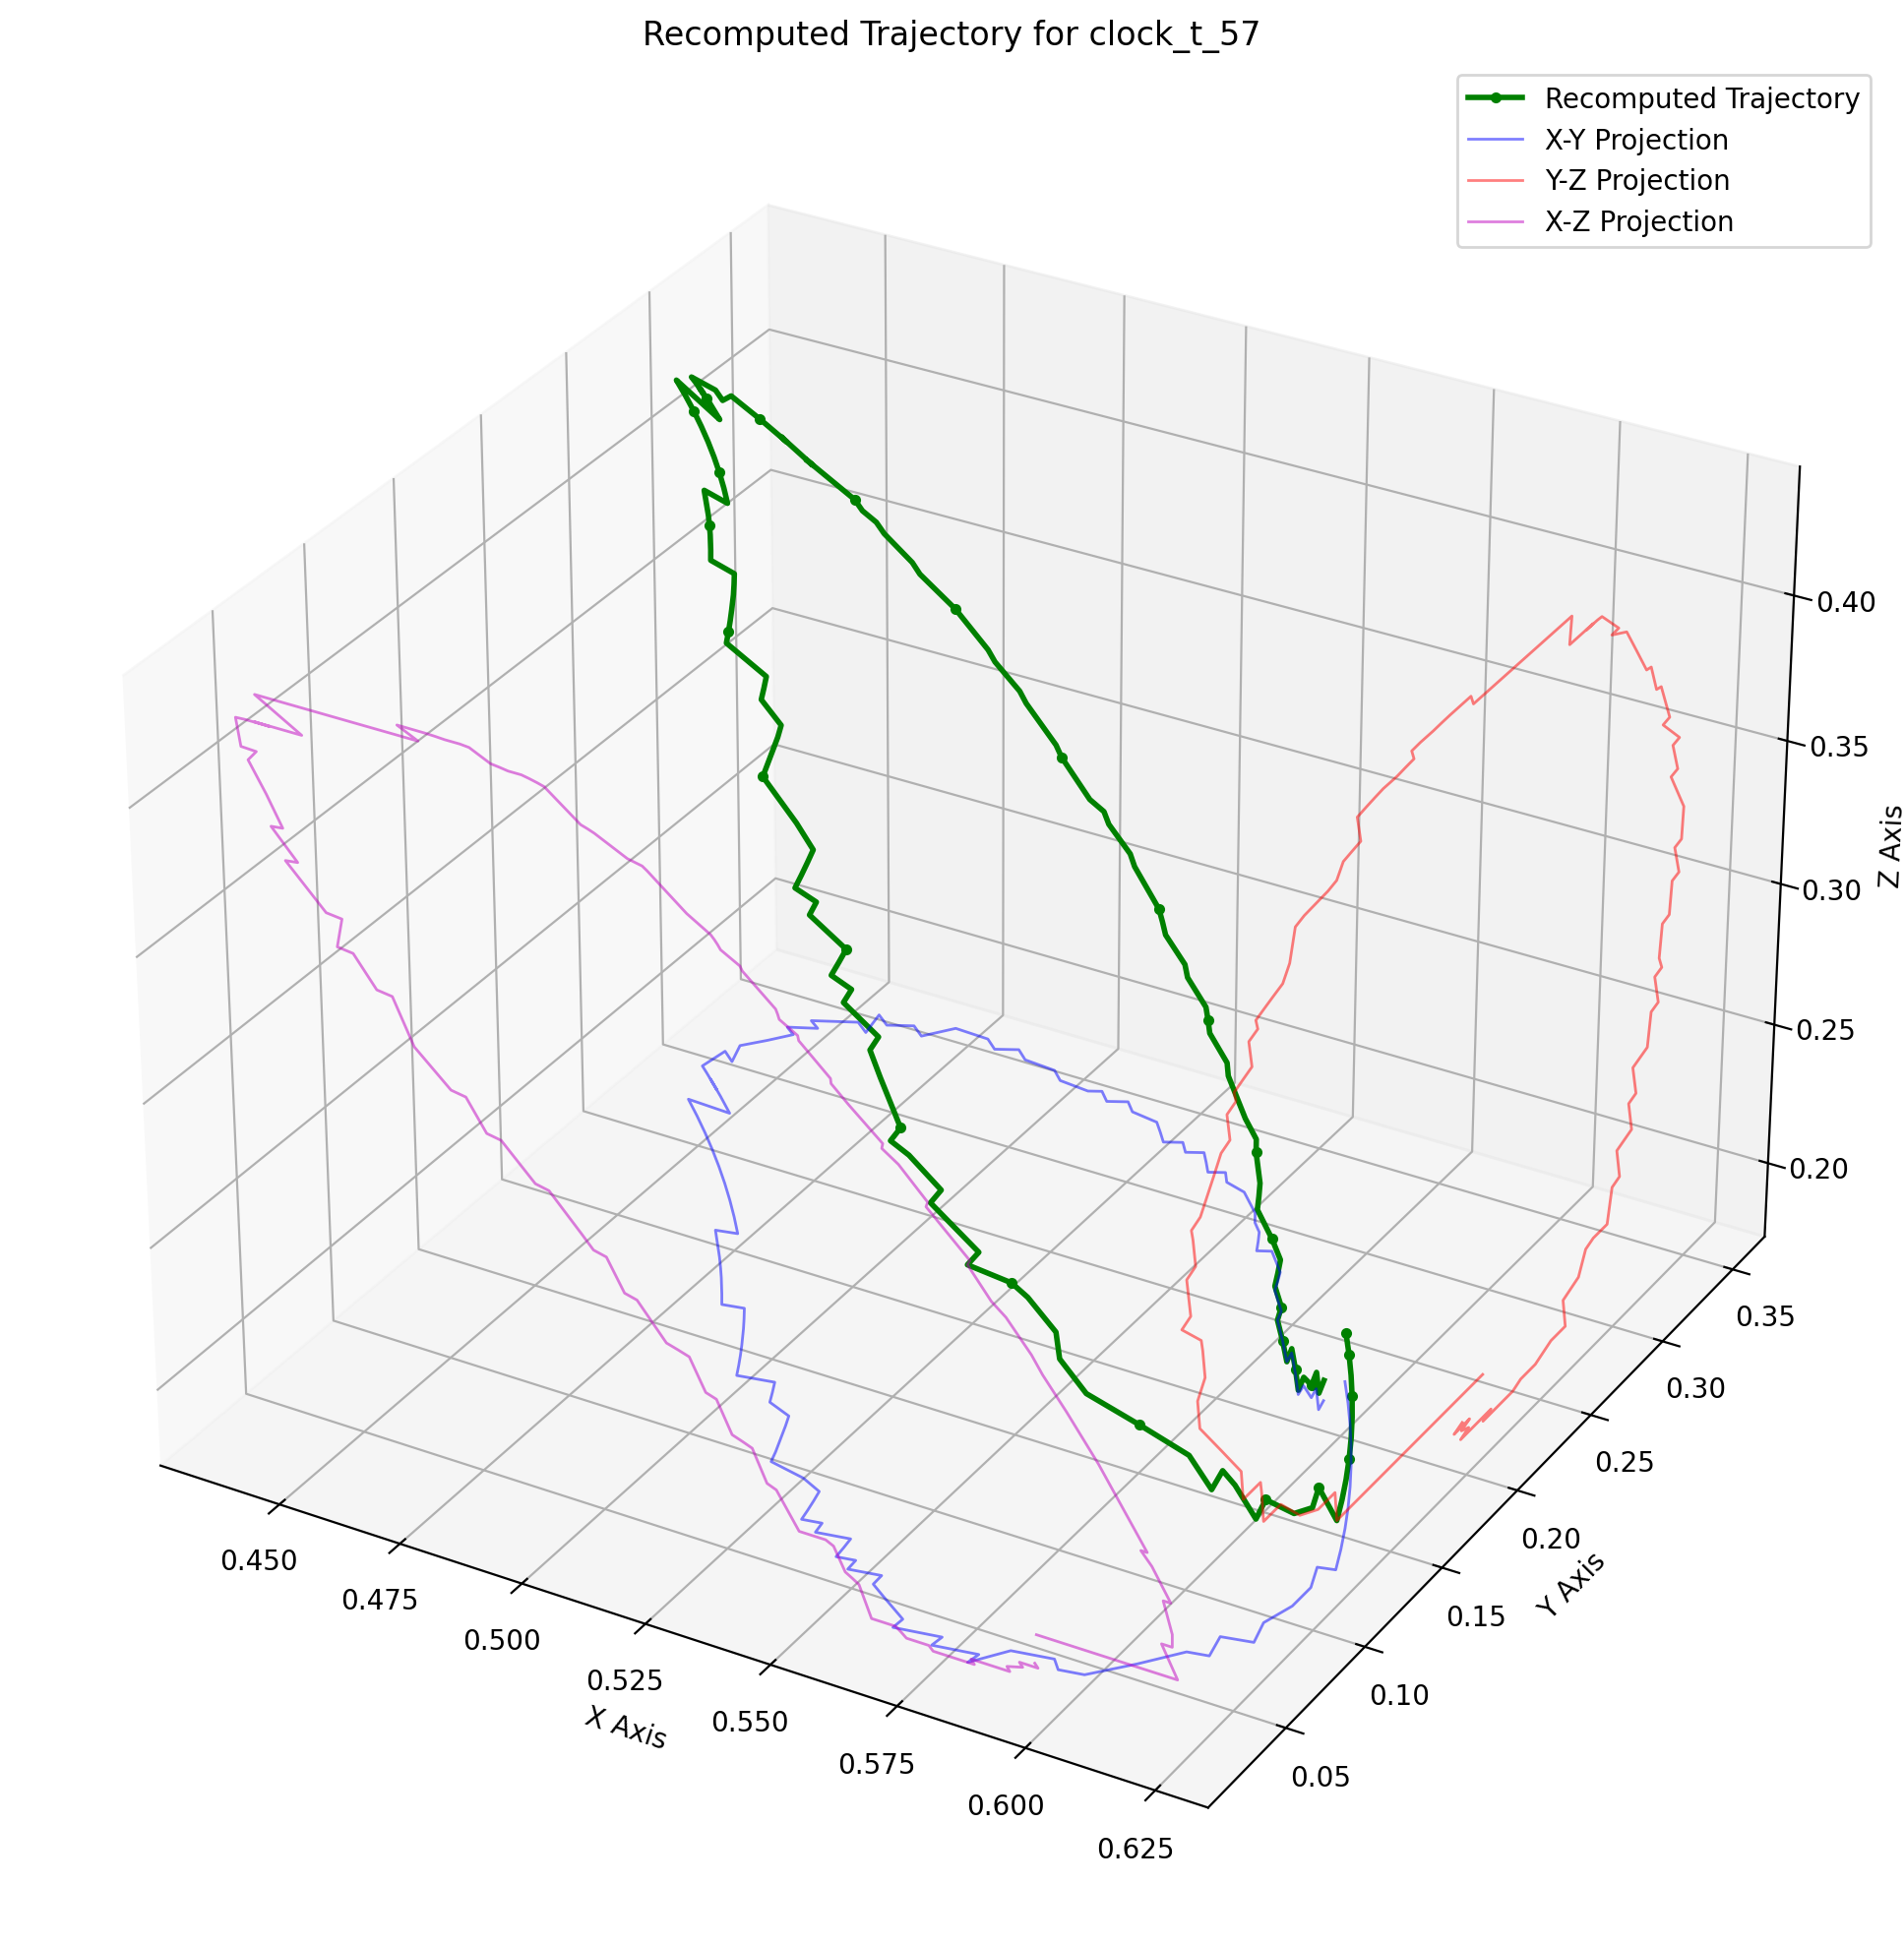 Recomputed Trajectory for clock_t_57
Recomputed Trajectory
X-Y Projection
Y-Z Projection
X-Z Projection
0.40
0.35
0.30
0.25
0.20
Z Axis
0.35
0.30
0.25
0.20
0.15
0.10
0.05
Y Axis
0.450
0.475
0.500
0.525
0.550
0.575
0.600
0.625
X Axis